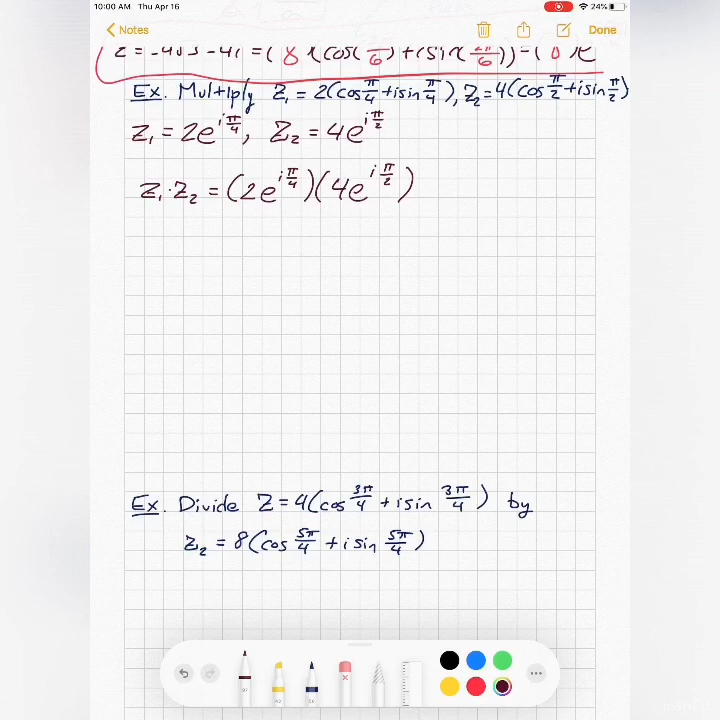 10:00 AM Thu Apr 16
24%
Notes Done
Ex. Multiply Z₁ = 2(cos π/4 + i sin π/4), Z₂ = 4(cos π/2 + i sin π/2)
Z₁ = 2e^(i π/4), Z₂ = 4e^(i π/2)
Z₁·Z₂ = (2e^(i π/4))(4e^(i π/2))
Ex. Divide Z = 4(cos 3π/4 + i sin 3π/4) by
Z₂ = 8(cos 5π/4 + i sin 5π/4)